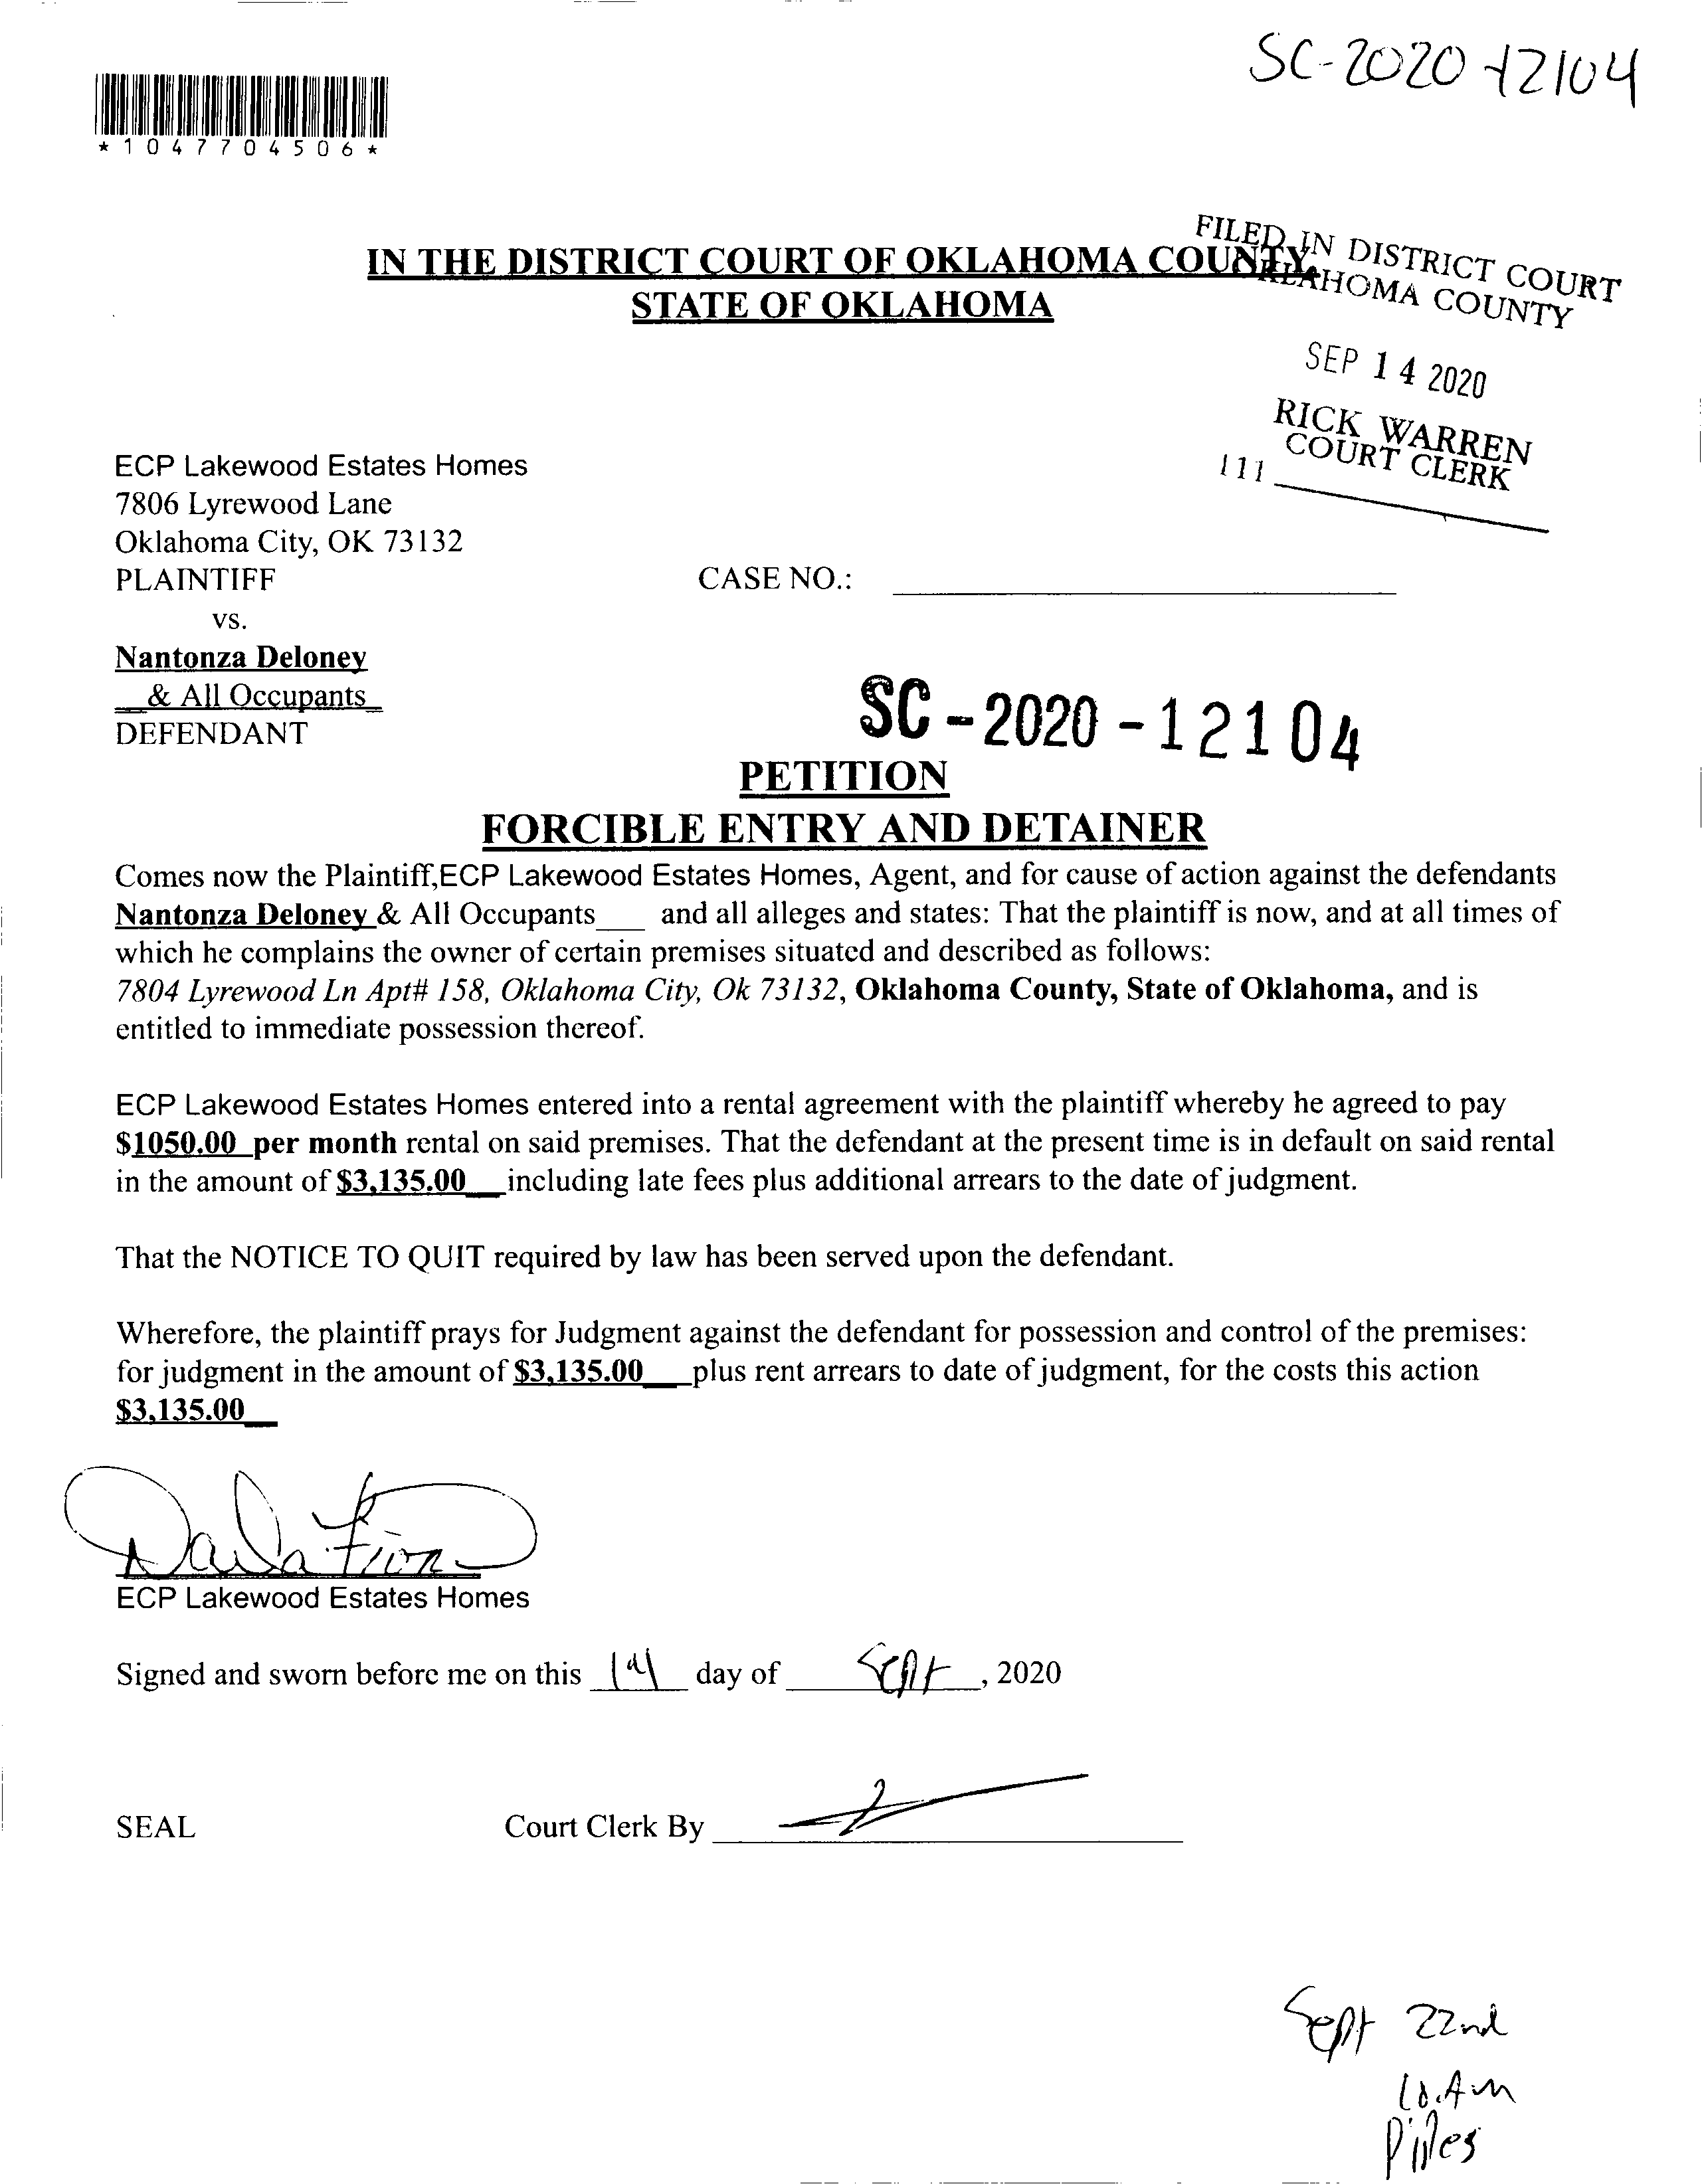 SC-2020-12104
*1047704506*
FILED IN DISTRICT COURT
OKLAHOMA COUNTY
IN THE DISTRICT COURT OF OKLAHOMA COUNTY
STATE OF OKLAHOMA
SEP 14 2020
RICK WARREN
COURT CLERK
111
ECP Lakewood Estates Homes
7806 Lyrewood Lane
Oklahoma City, OK 73132
PLAINTIFF
CASE NO.:
vs.
Nantonza Deloney
& All Occupants
DEFENDANT
SC-2020-12104
PETITION
FORCIBLE ENTRY AND DETAINER
Comes now the Plaintiff,ECP Lakewood Estates Homes, Agent, and for cause of action against the defendants
Nantonza Deloney & All Occupants____ and all alleges and states: That the plaintiff is now, and at all times of
which he complains the owner of certain premises situated and described as follows:
7804 Lyrewood Ln Apt# 158, Oklahoma City, Ok 73132, Oklahoma County, State of Oklahoma, and is
entitled to immediate possession thereof.
ECP Lakewood Estates Homes entered into a rental agreement with the plaintiff whereby he agreed to pay
$1050.00 per month rental on said premises. That the defendant at the present time is in default on said rental
in the amount of $3,135.00___including late fees plus additional arrears to the date of judgment.
That the NOTICE TO QUIT required by law has been served upon the defendant.
Wherefore, the plaintiff prays for Judgment against the defendant for possession and control of the premises:
for judgment in the amount of $3,135.00___plus rent arrears to date of judgment, for the costs this action
$3,135.00__
ECP Lakewood Estates Homes
Signed and sworn before me on this 14 day of Sept, 2020
SEAL
Court Clerk By
Sept 22nd
10.Am